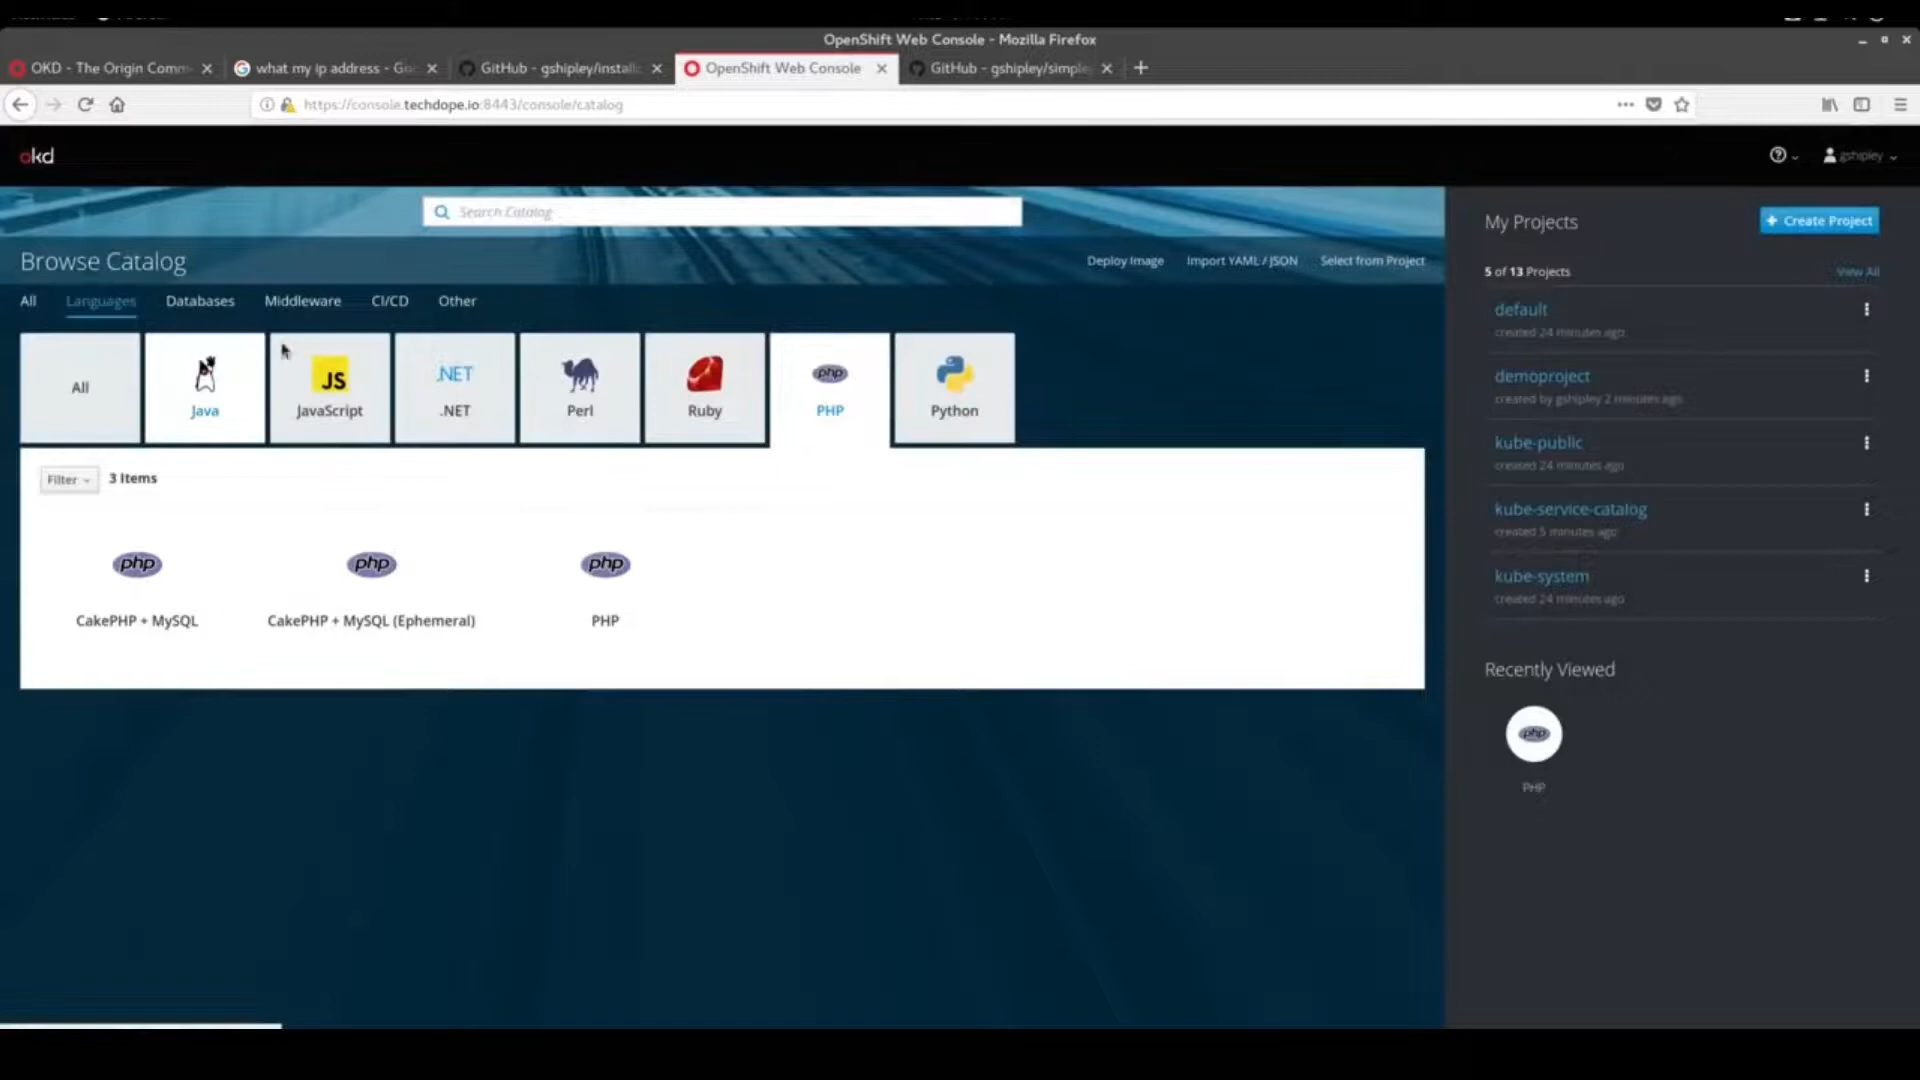 OpenShift Web Console - Mozilla Firefox
OKD - The Origin Comm
what my ip address - Go
GitHub - gshipley/install
OpenShift Web Console
GitHub - gshipley/simple
https://console.techdope.io:8443/console/catalog
okd
gshipley
Search Catalog
Browse Catalog
Deploy Image
Import YAML / JSON
Select from Project
All
Languages
Databases
Middleware
CI/CD
Other
All
Java
JS
JavaScript
.NET
.NET
Perl
Ruby
php
PHP
Python
Filter
3 Items
php
php
php
CakePHP + MySQL
CakePHP + MySQL (Ephemeral)
PHP
My Projects
+ Create Project
5 of 13 Projects
View All
default
created 24 minutes ago
demoproject
created by gshipley 2 minutes ago
kube-public
created 24 minutes ago
kube-service-catalog
created 5 minutes ago
kube-system
created 24 minutes ago
Recently Viewed
php
PHP